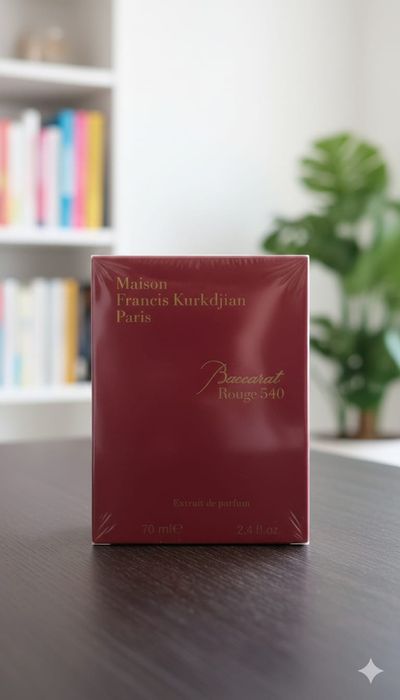 Maison
Francis Kurkdjian
Paris
Baccarat
Rouge 540
Extrait de parfum
70 ml℮ 2.4 fl.oz.